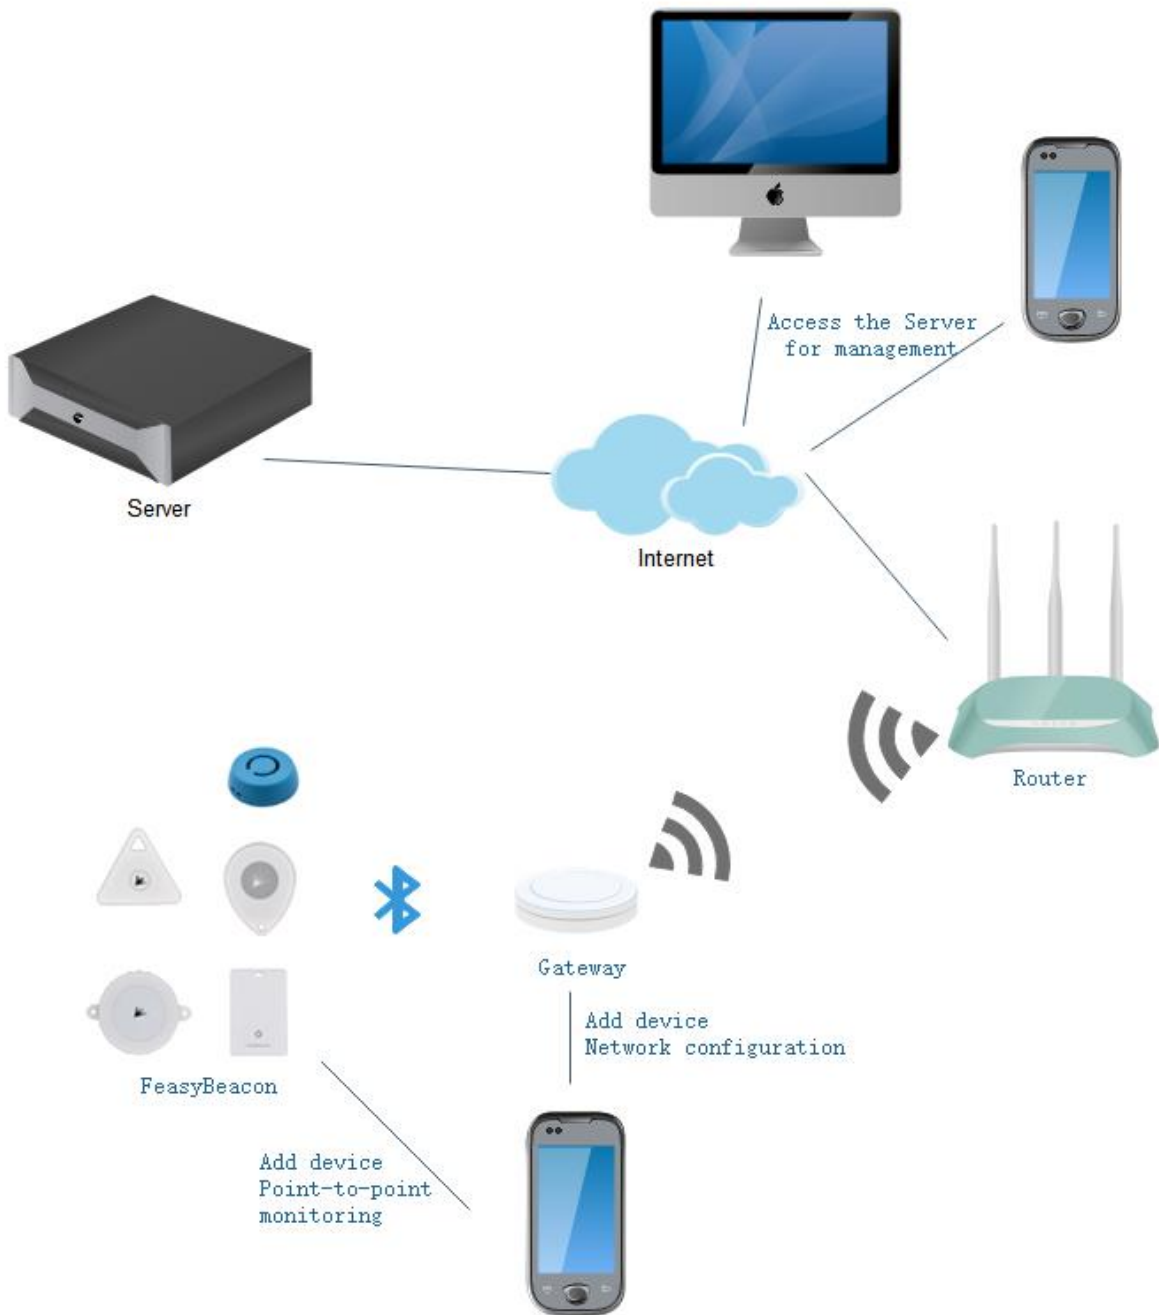 Access the Server
for management
Server
Internet
Router
Gateway
Add device
Network configuration
FeasyBeacon
Add device
Point-to-point
monitoring